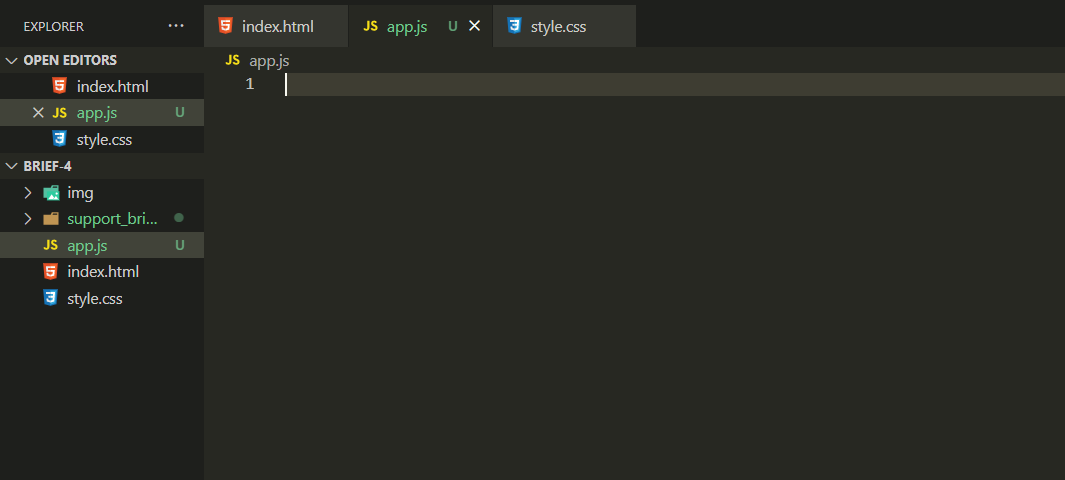 EXPLORER ···
OPEN EDITORS
index.html
JS app.js U
style.css
BRIEF-4
img
support_bri...
JS app.js U
index.html
style.css
index.html JS app.js U style.css
JS app.js
1